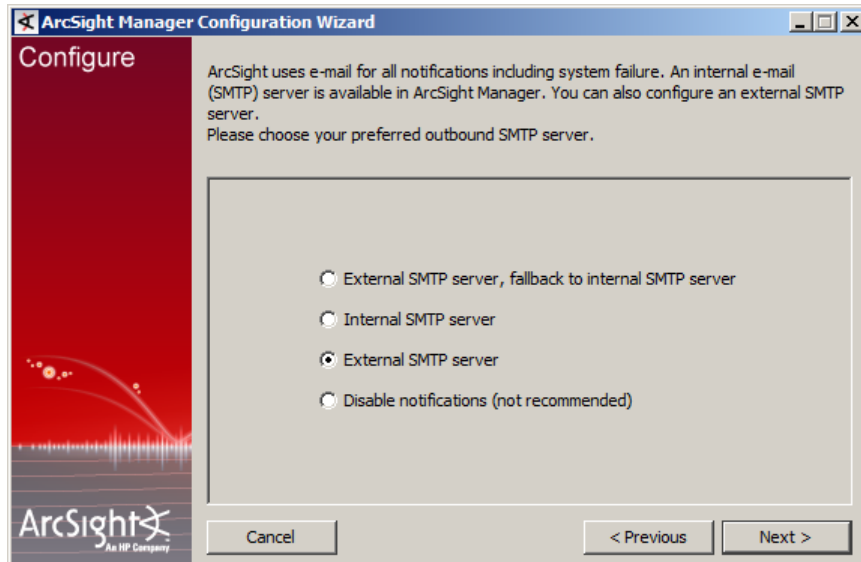 ArcSight Manager Configuration Wizard
Configure
ArcSight uses e-mail for all notifications including system failure. An internal e-mail
(SMTP) server is available in ArcSight Manager. You can also configure an external SMTP
server.
Please choose your preferred outbound SMTP server.
External SMTP server, fallback to internal SMTP server
Internal SMTP server
External SMTP server
Disable notifications (not recommended)
ArcSight
An HP Company
Cancel
< Previous
Next >